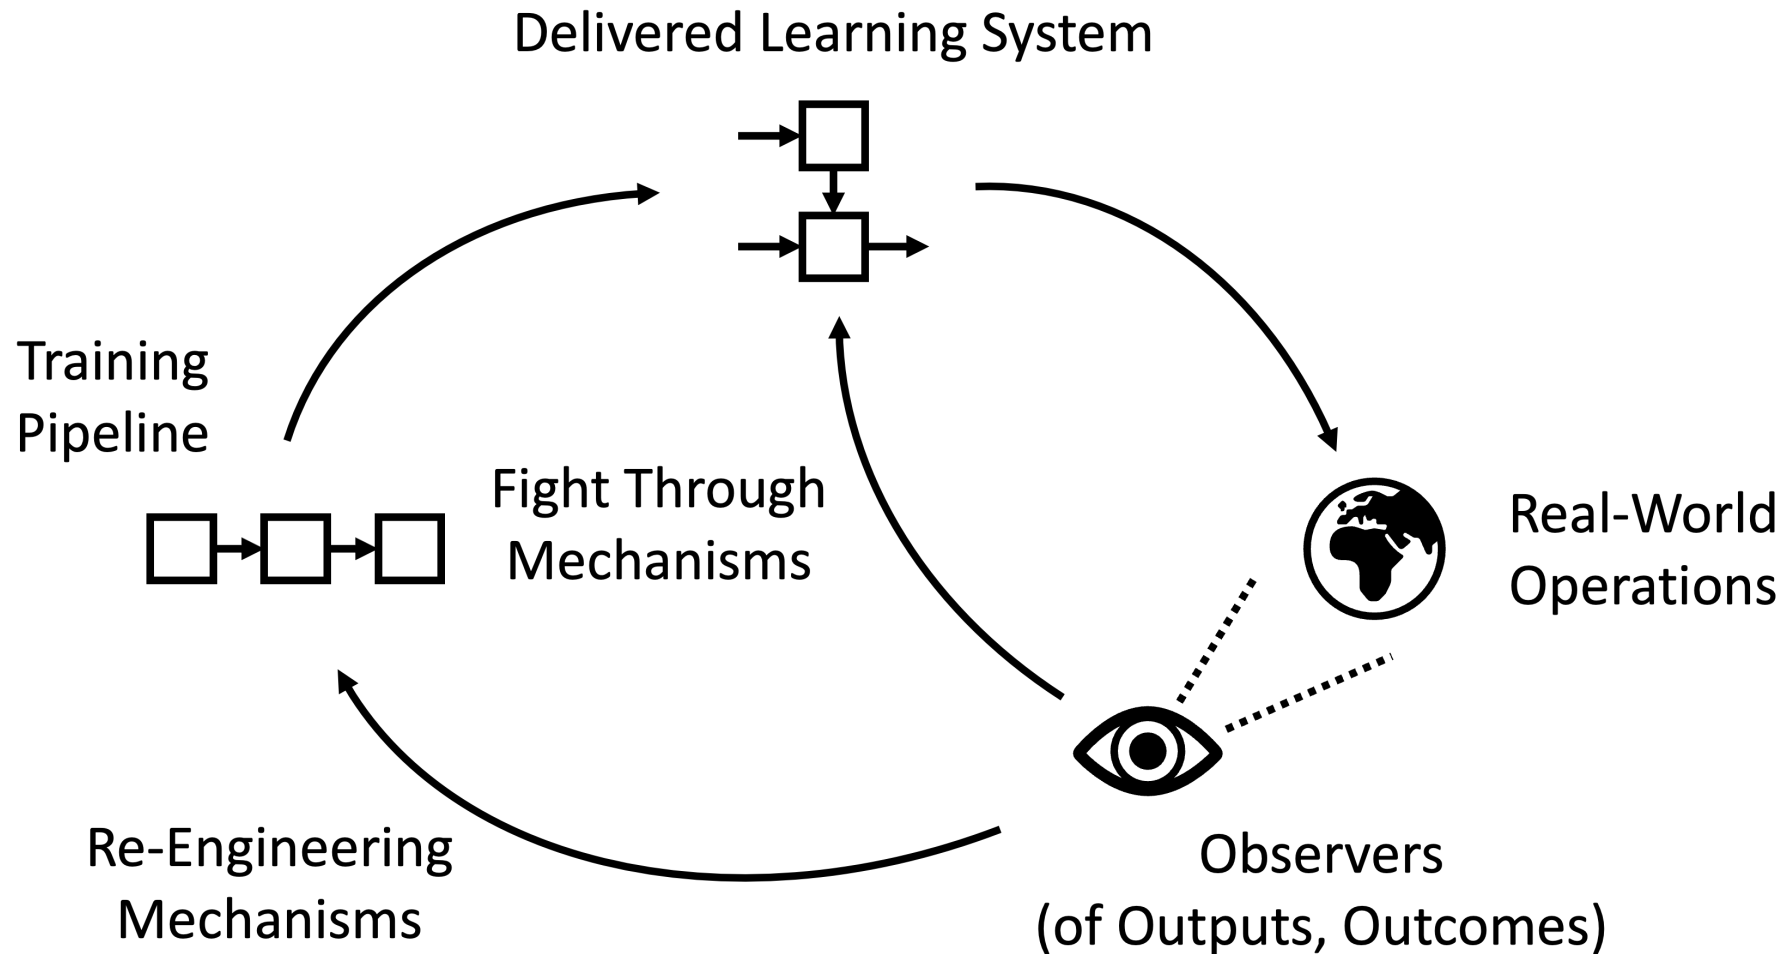 Delivered Learning System
Training
Pipeline
Fight Through
Mechanisms
Real-World
Operations
Re-Engineering
Mechanisms
Observers
(of Outputs, Outcomes)